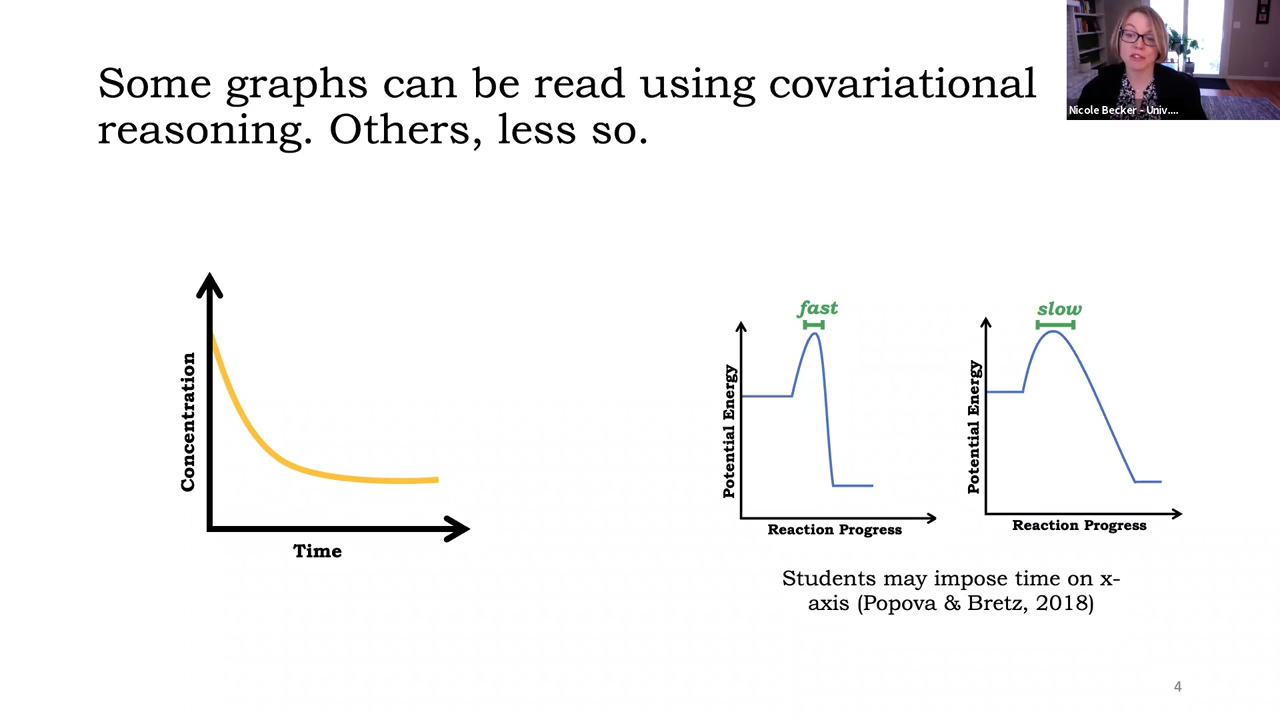 Some graphs can be read using covariational
reasoning. Others, less so.
Nicole Becker - Univ....
Concentration
Time
fast
Potential Energy
Reaction Progress
slow
Potential Energy
Reaction Progress
Students may impose time on x-
axis (Popova & Bretz, 2018)
4